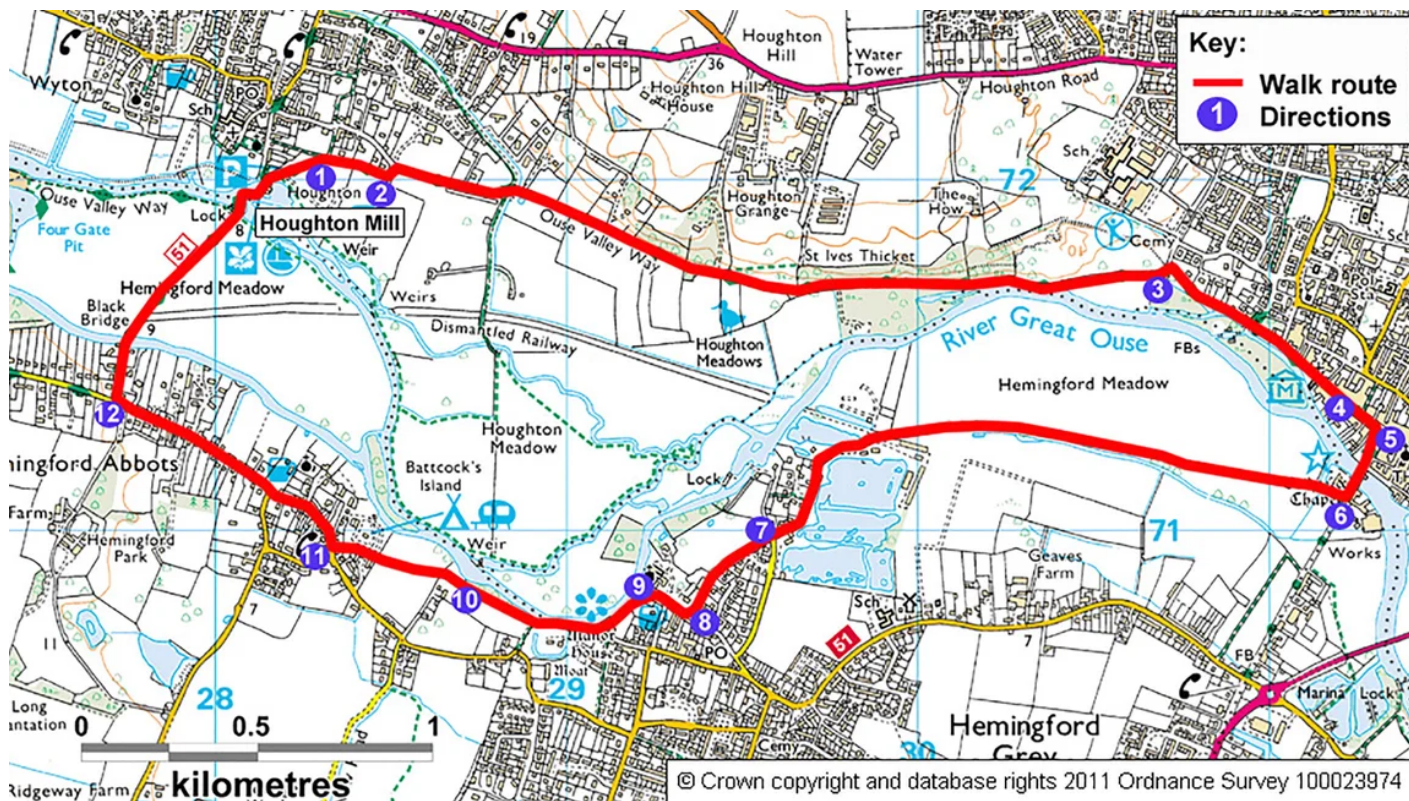 Key:
Walk route
1 Directions
19
Houghton
Hill
36
Water
Tower
Houghton Hill
House
Houghton Road
Wyton
PO
Sch
Sch
72
1
2
Houghton
P
Lock
8
Houghton Mill
Ouse Valley Way
Four Gate
Pit
51
Weir
Ouse Valley Way
Houghton
Grange
The
How
Cemy
10
St Ives Thicket
3
Hemingford Meadow
Weirs
Black
Bridge
9
Dismantled Railway
Houghton
Meadows
River Great Ouse
FBs
Hemingford Meadow
M
4
5
12
Houghton
Meadow
mingford Abbots
Farm
Hemingford
Park
Battcock's
Island
Weir
Lock
7
71
Chap
6
Works
Geaves
Farm
11
10
9
8
Sch
51
7
7
11
Manor
House
Moat
PO
FB
Marina
Lock
28
29
30
Long
antation
Cemy
Hemingford
Grey
0 0.5 1
kilometres
Ridgeway Farm
© Crown copyright and database rights 2011 Ordnance Survey 100023974